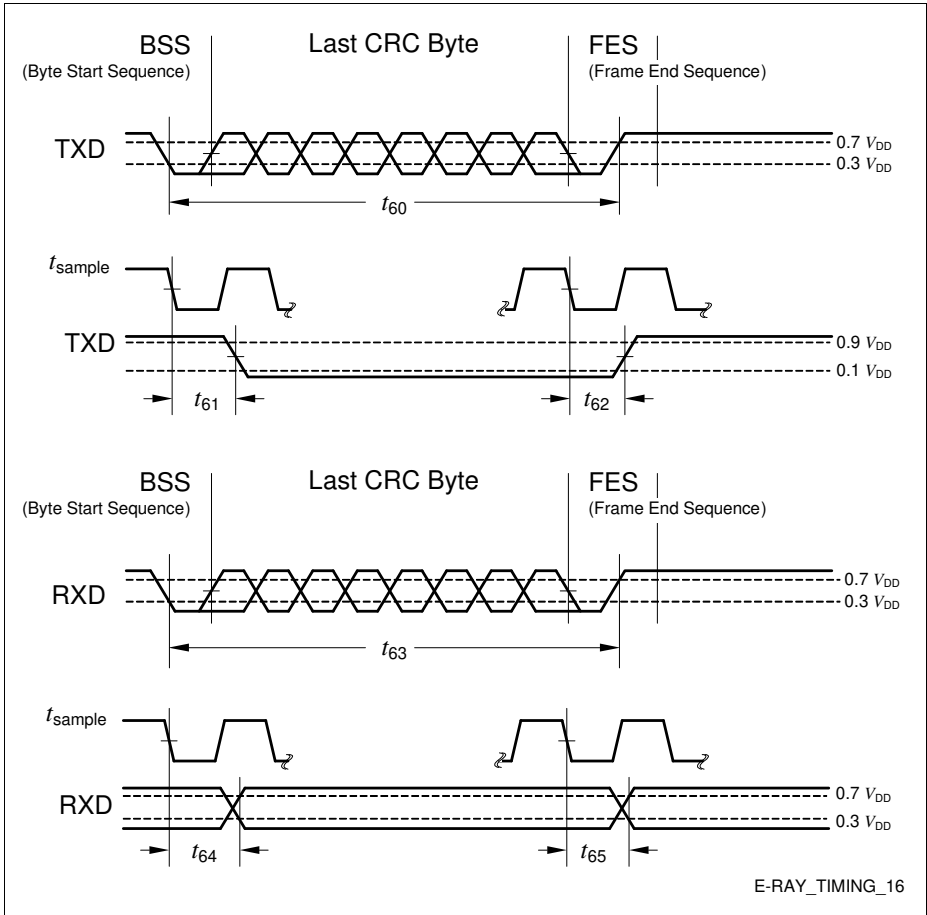 BSS Last CRC Byte FES
(Byte Start Sequence) (Frame End Sequence)
TXD
0.7 VDD
0.3 VDD
t60
tsample
TXD
0.9 VDD
0.1 VDD
t61 t62
BSS Last CRC Byte FES
(Byte Start Sequence) (Frame End Sequence)
RXD
0.7 VDD
0.3 VDD
t63
tsample
RXD
0.7 VDD
0.3 VDD
t64 t65
E-RAY_TIMING_16